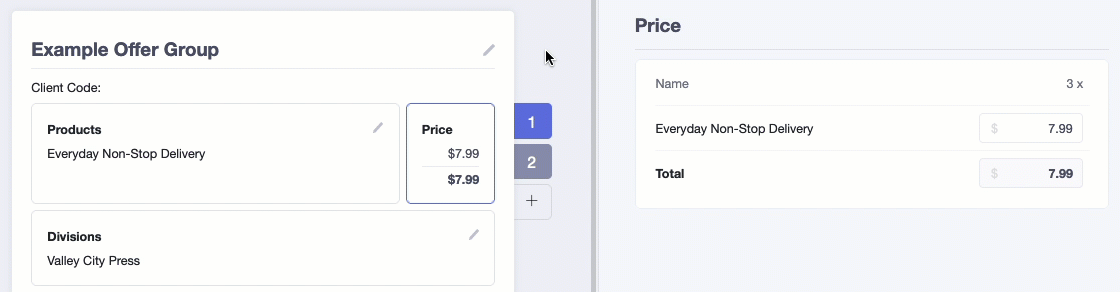 Example Offer Group
Client Code:
Products
Everyday Non-Stop Delivery
Price
$7.99
$7.99
Divisions
Valley City Press
1
2
+
Price
Name 3 x
Everyday Non-Stop Delivery $ 7.99
Total $ 7.99